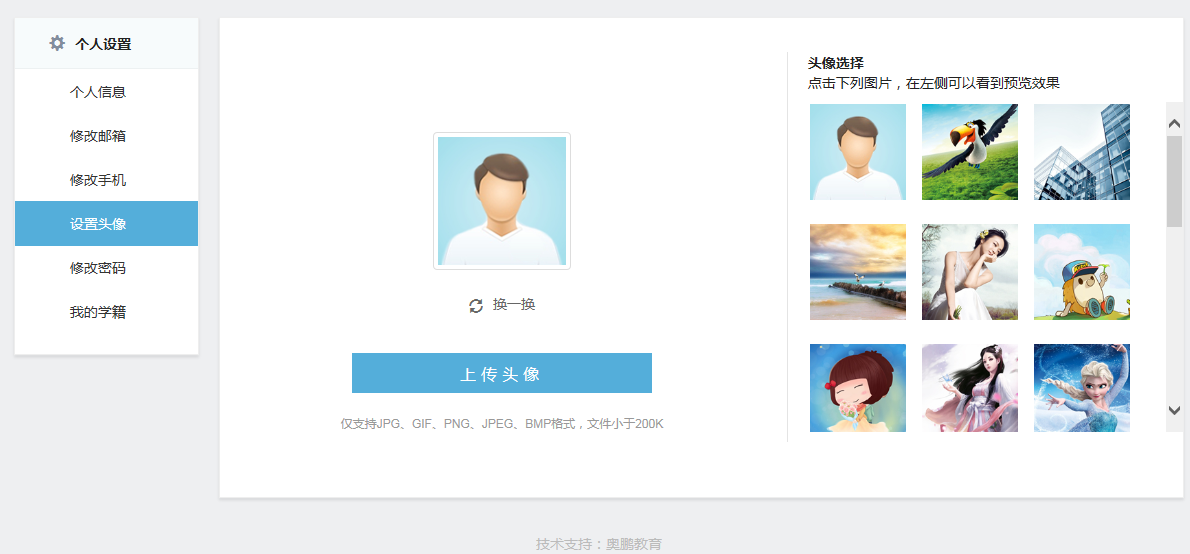 个人设置
个人信息
修改邮箱
修改手机
设置头像
修改密码
我的学籍
换一换
上传头像
仅支持JPG、GIF、PNG、JPEG、BMP格式，文件小于200K
头像选择
点击下列图片，在左侧可以看到预览效果
技术支持：奥鹏教育